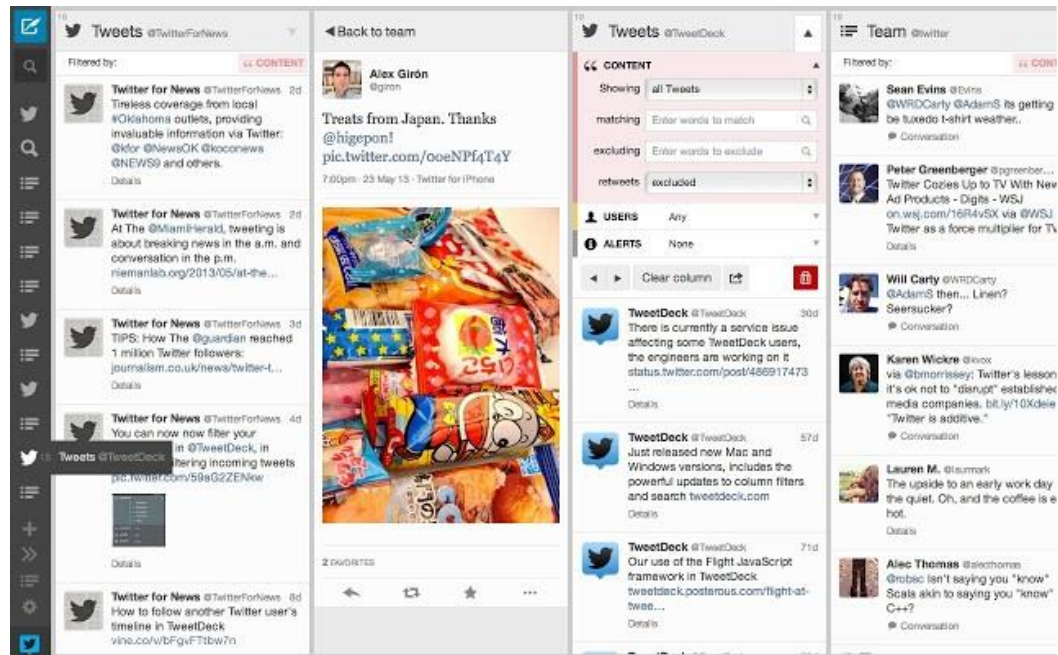 Tweets @TwitterForNews
Filtered by:
CONTENT
Twitter for News @TwitterForNews 2d
Tireless coverage from local
#Oklahoma outlets, providing
invaluable information via Twitter:
@kfor @NewsOK @koconews
@NEWS9 and others.
Details
Twitter for News @TwitterForNews 2d
At The @MiamiHerald, tweeting is
about breaking news in the a.m. and
conversation in the p.m.
niemanlab.org/2013/05/at-the...
Details
Twitter for News @TwitterForNews 3d
TIPS: How The @guardian reached
1 million Twitter followers:
journalism.co.uk/news/twitter-t...
Details
Twitter for News @TwitterForNews 4d
You can now now filter your
in @TweetDeck, in
ltering incoming tweets
pic.twitter.com/59aG2ZENkw
Tweets @TweetDeck
Details
Twitter for News @TwitterForNews 8d
How to follow another Twitter user's
timeline in TweetDeck
Back to team
Alex Girón
@giron
Treats from Japan. Thanks
@higepon!
pic.twitter.com/ooeNPf4T4Y
7:00pm · 23 May 13 · Twitter for iPhone
2 FAVORITES
Tweets @TweetDeck
CONTENT
Showing all Tweets
matching Enter words to match
excluding Enter words to exclude
retweets excluded
USERS Any
ALERTS None
Clear column
TweetDeck @TweetDeck 30d
There is currently a service issue
affecting some TweetDeck users,
the engineers are working on it
status.twitter.com/post/486917473
...
Details
TweetDeck @TweetDeck 57d
Just released new Mac and
Windows versions, includes the
powerful updates to column filters
and search tweetdeck.com
Details
TweetDeck @TweetDeck 71d
Our use of the Flight JavaScript
framework in TweetDeck
tweetdeck.posterous.com/flight-at-
twee...
Details
Team @twitter
Filtered by:
CONT
Sean Evins @Evins
@WRDCarty @AdamS its getting
be tuxedo t-shirt weather..
Conversation
Peter Greenberger @pgreenber...
Twitter Cozies Up to TV With New
Ad Products - Digits - WSJ
on.wsj.com/16R4vSX via @WSJ
Twitter as a force multiplier for TV
Details
Will Carty @WRDCarty
@AdamS then... Linen?
Seersucker?
Conversation
Karen Wickre @kvox
via @bmorrissey: Twitter's lesson
it's ok not to "disrupt" established
media companies. bit.ly/10Xdeie
"Twitter is additive."
Conversation
Lauren M. @laurmark
The upside to an early work day
the quiet. Oh, and the coffee is e
hot.
Details
Alec Thomas @alecthomas
@robsc Isn't saying you "know"
Scala akin to saying you "know"
C++?
Conversation